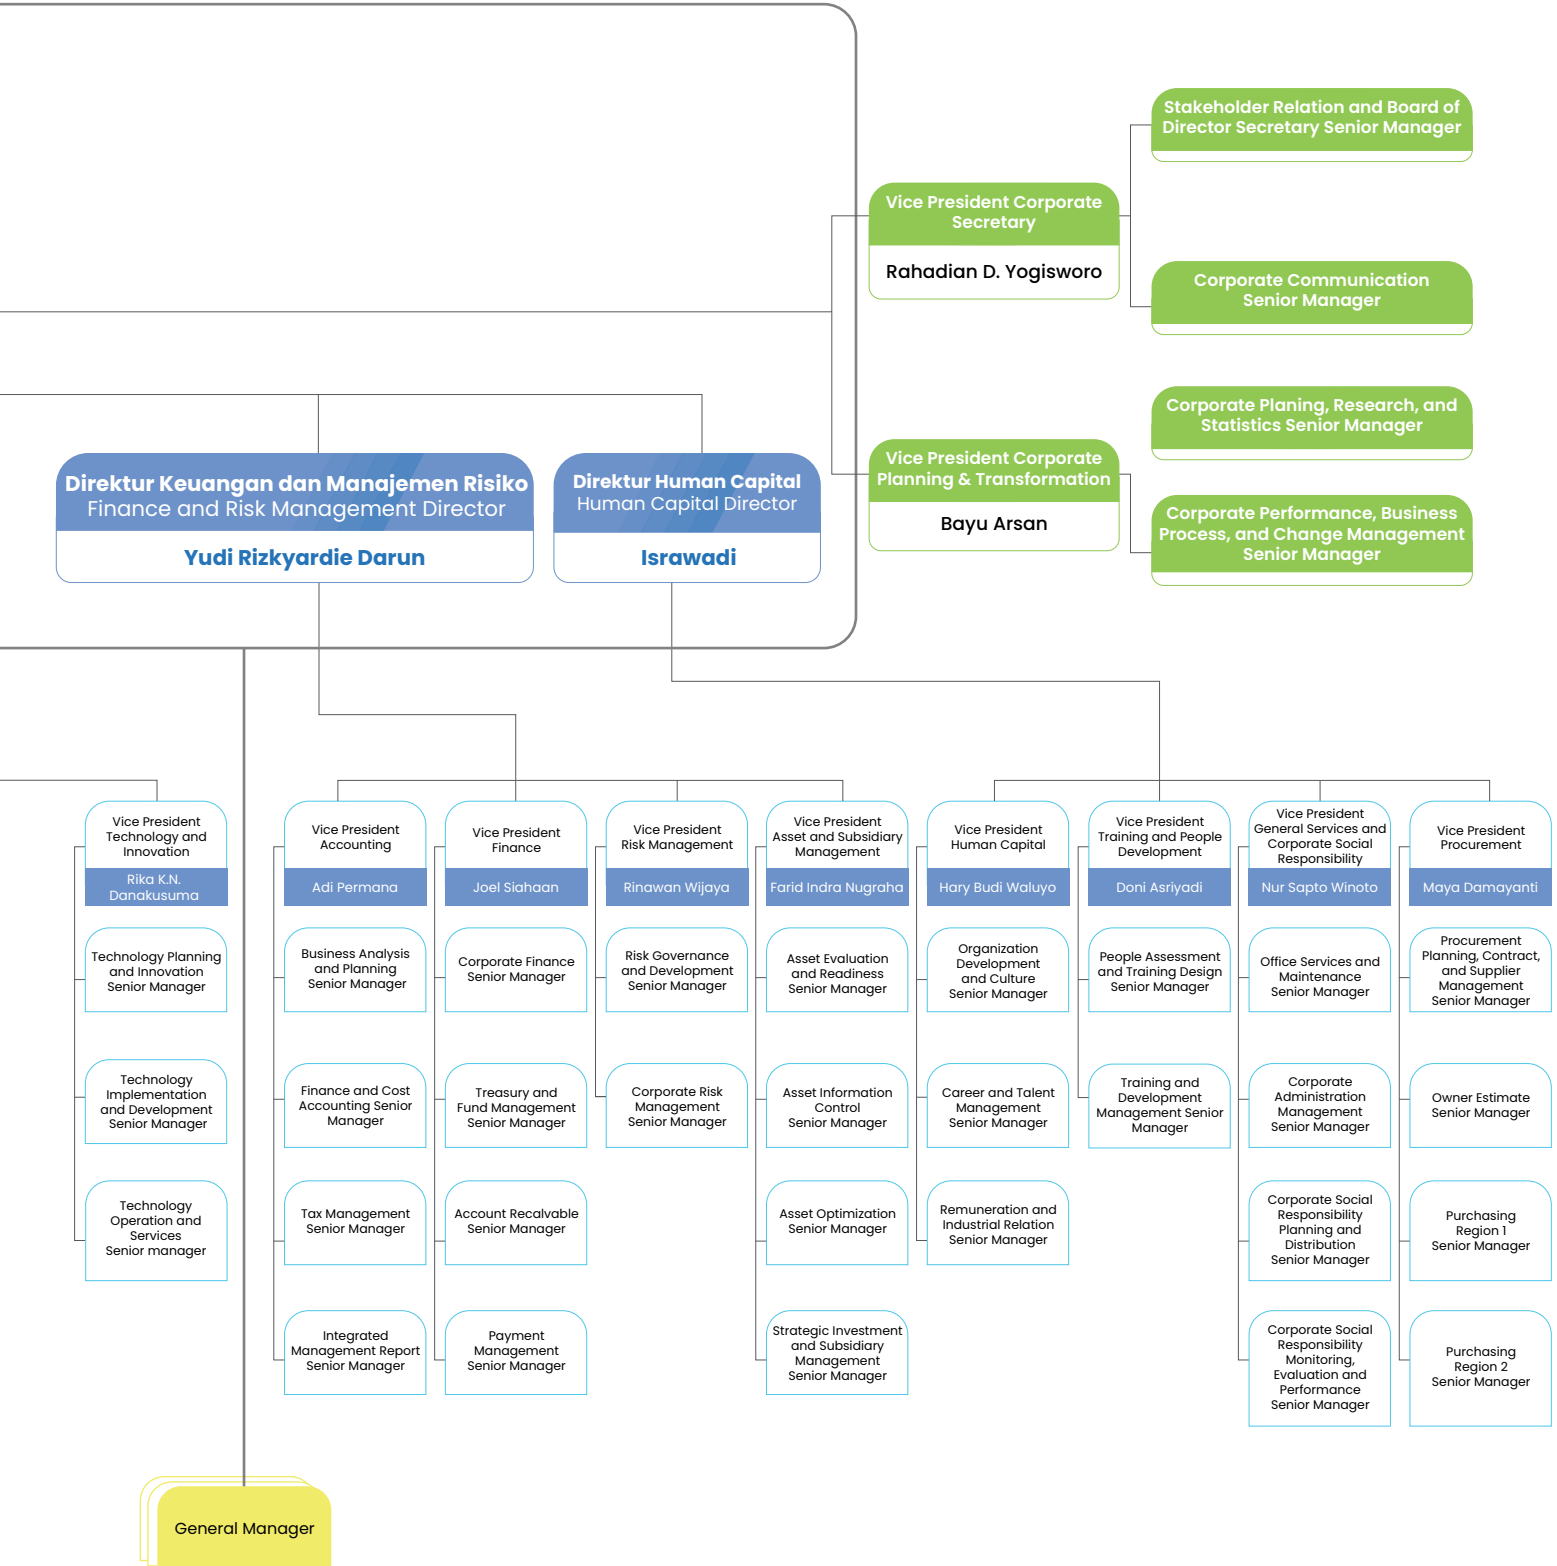 Stakeholder Relation and Board of
Director Secretary Senior Manager
Vice President Corporate
Secretary
Rahadian D. Yogisworo
Corporate Communication
Senior Manager
Corporate Planing, Research, and
Statistics Senior Manager
Vice President Corporate
Planning & Transformation
Bayu Arsan
Corporate Performance, Business
Process, and Change Management
Senior Manager
Direktur Keuangan dan Manajemen Risiko
Finance and Risk Management Director
Yudi Rizkyardie Darun
Direktur Human Capital
Human Capital Director
Israwadi
Vice President
Technology and
Innovation
Rika K.N.
Danakusuma
Technology Planning
and Innovation
Senior Manager
Technology
Implementation
and Development
Senior Manager
Technology
Operation and
Services
Senior manager
Vice President
Accounting
Adi Permana
Business Analysis
and Planning
Senior Manager
Finance and Cost
Accounting Senior
Manager
Tax Management
Senior Manager
Integrated
Management Report
Senior Manager
Vice President
Finance
Joel Siahaan
Corporate Finance
Senior Manager
Treasury and
Fund Management
Senior Manager
Account Recalvable
Senior Manager
Payment
Management
Senior Manager
Vice President
Risk Management
Rinawan Wijaya
Risk Governance
and Development
Senior Manager
Corporate Risk
Management
Senior Manager
Vice President
Asset and Subsidiary
Management
Farid Indra Nugraha
Asset Evaluation
and Readiness
Senior Manager
Asset Information
Control
Senior Manager
Asset Optimization
Senior Manager
Strategic Investment
and Subsidiary
Management
Senior Manager
Vice President
Human Capital
Hary Budi Waluyo
Organization
Development
and Culture
Senior Manager
Career and Talent
Management
Senior Manager
Remuneration and
Industrial Relation
Senior Manager
Vice President
Training and People
Development
Doni Asriyadi
People Assessment
and Training Design
Senior Manager
Training and
Development
Management Senior
Manager
Vice President
General Services and
Corporate Social
Responsibility
Nur Sapto Winoto
Office Services and
Maintenance
Senior Manager
Corporate
Administration
Management
Senior Manager
Corporate Social
Responsibility
Planning and
Distribution
Senior Manager
Corporate Social
Responsibility
Monitoring,
Evaluation and
Performance
Senior Manager
Vice President
Procurement
Maya Damayanti
Procurement
Planning, Contract,
and Supplier
Management
Senior Manager
Owner Estimate
Senior Manager
Purchasing
Region 1
Senior Manager
Purchasing
Region 2
Senior Manager
General Manager